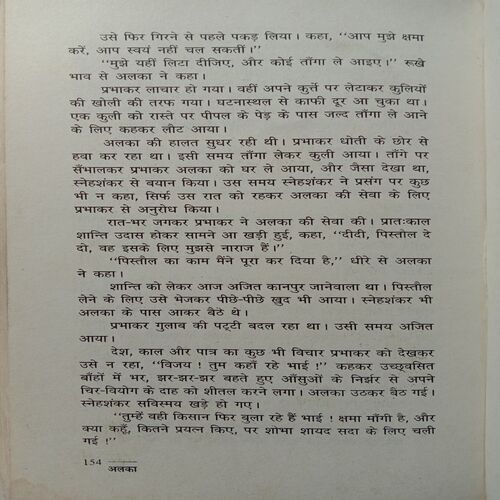 उसे फिर गिरने से पहले पकड़ लिया। कहा, “आप मुझे क्षमा
करें, आप स्वयं नहीं चल सकतीं।”
“मुझे यहीं लिटा दीजिए, और कोई ताँगा ले आइए।” रूखे
भाव से अलका ने कहा।
प्रभाकर लाचार हो गया। वहीं अपने कुर्त्ते पर लेटाकर कुलियों
की खोली की तरफ गया। घटनास्थल से काफी दूर आ चुका था।
एक कुली को रास्ते पर पीपल के पेड़ के पास जल्द ताँगा ले आने
के लिए कहकर लौट आया।
अलका की हालत सुधर रही थी। प्रभाकर धोती के छोर से
हवा कर रहा था। इसी समय ताँगा लेकर कुली आया। ताँगे पर
सँभालकर प्रभाकर अलका को घर ले आया, और जैसा देखा था,
स्नेहशंकर से बयान किया। उस समय स्नेहशंकर ने प्रसंग पर कुछ
भी न कहा, सिर्फ उस रात को रहकर अलका की सेवा के लिए
प्रभाकर से अनुरोध किया।
रात-भर जगकर प्रभाकर ने अलका की सेवा की। प्रातःकाल
शान्ति उदास होकर सामने आ खड़ी हुई, कहा, “दीदी, पिस्तौल दे
दो, वह इसके लिए मुझसे नाराज हैं।”
“पिस्तौल का काम मैंने पूरा कर दिया है,” धीरे से अलका
ने कहा।
शान्ति को लेकर आज अजित कानपुर जानेवाला था। पिस्तौल
लेने के लिए उसे भेजकर पीछे-पीछे खुद भी आया। स्नेहशंकर भी
अलका के पास आकर बैठे थे।
प्रभाकर गुलाब की पट्टी बदल रहा था। उसी समय अजित
आया।
देश, काल और पात्र का कुछ भी विचार प्रभाकर को देखकर
उसे न रहा, “विजय! तुम कहाँ रहे भाई!” कहकर उच्छ्वसित
बाँहों में भर, झर-झर-झर बहते हुए आँसुओं के निर्झर से अपने
चिर-वियोग के दाह को शीतल करने लगा। अलका उठकर बैठ गई।
स्नेहशंकर सविस्मय खड़े हो गए।
“तुम्हें वही किसान फिर बुला रहे हैं भाई! क्षमा माँगी है, और
क्या कहूँ, कितने प्रयत्न किए, पर शोभा शायद सदा के लिए चली
गई!”
154
अलका